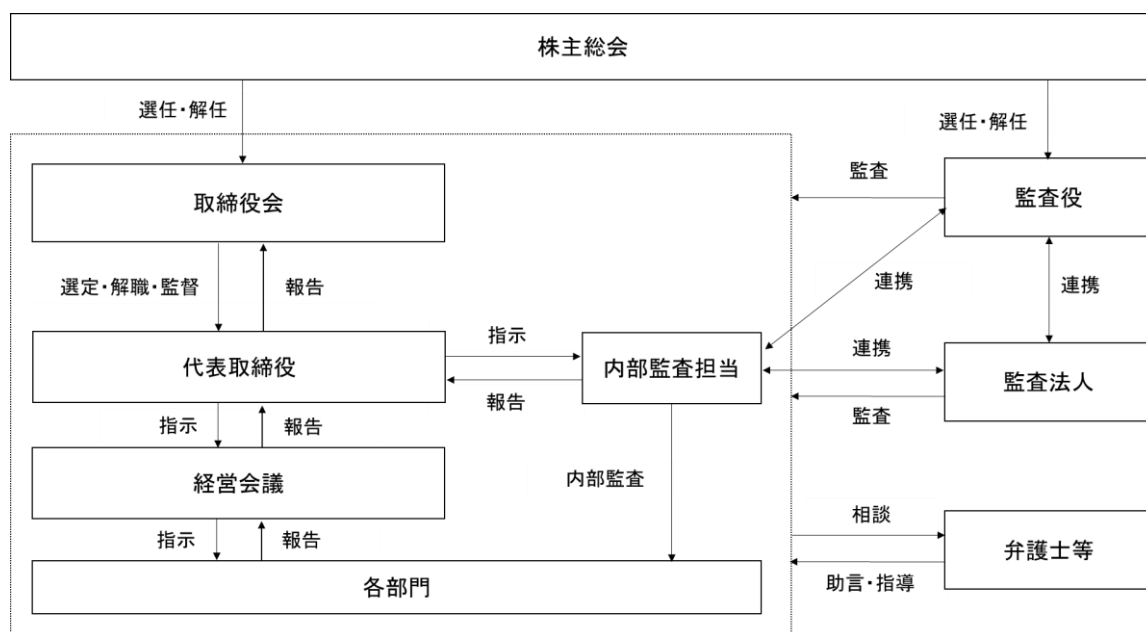 株主総会
選任・解任
選任・解任
取締役会
監査
監査役
選定・解職・監督
報告
連携
連携
代表取締役
指示
報告
内部監査担当
連携
監査
監査法人
指示
報告
経営会議
内部監査
指示
報告
相談
助言・指導
弁護士等
各部門